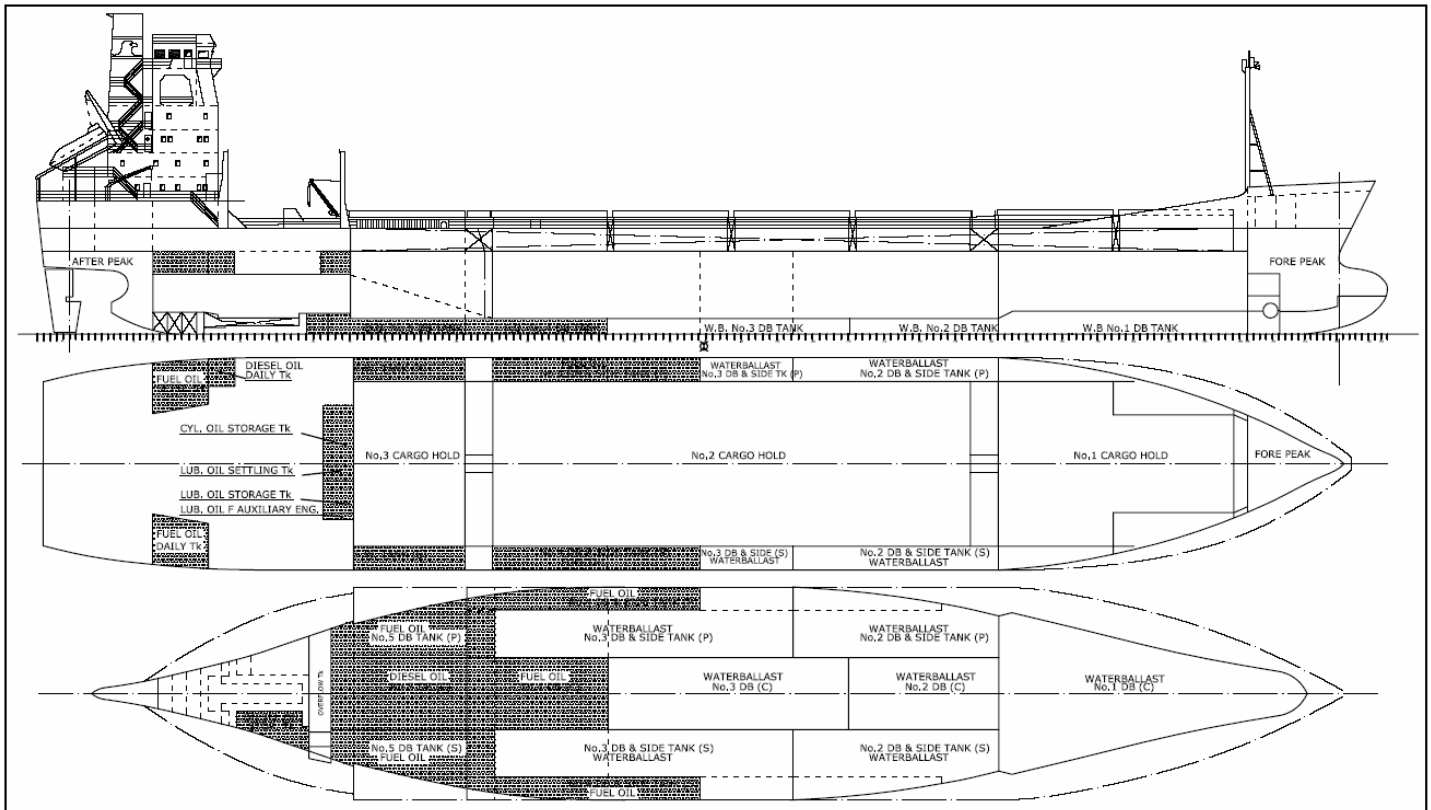 AFTER PEAK
FORE PEAK
W.B. No.3 DB TANK
W.B. No.2 DB TANK
W.B No.1 DB TANK
DIESEL OIL
DAILY Tk
FUEL OIL
WATERBALLAST
No.3 DB & SIDE TK (P)
WATERBALLAST
No.2 DB & SIDE TANK (P)
CYL. OIL STORAGE Tk
LUB. OIL SETTLING Tk
LUB. OIL STORAGE Tk
LUB. OIL F AUXILIARY ENG.
No,3 CARGO HOLD
No,2 CARGO HOLD
No,1 CARGO HOLD
FORE PEAK
FUEL OIL
DAILY Tk
No.3 DB & SIDE (S)
WATERBALLAST
No.2 DB & SIDE TANK (S)
WATERBALLAST
FUEL OIL
FUEL OIL
No.5 DB TANK (P)
WATERBALLAST
No.3 DB & SIDE TANK (P)
WATERBALLAST
No.2 DB & SIDE TANK (P)
OVERFLOW Tk
DIESEL OIL
FUEL OIL
WATERBALLAST
No.3 DB (C)
WATERBALLAST
No.2 DB (C)
WATERBALLAST
No.1 DB (C)
No.5 DB TANK (S)
FUEL OIL
No.3 DB & SIDE TANK (S)
WATERBALLAST
No.2 DB & SIDE TANK (S)
WATERBALLAST
FUEL OIL